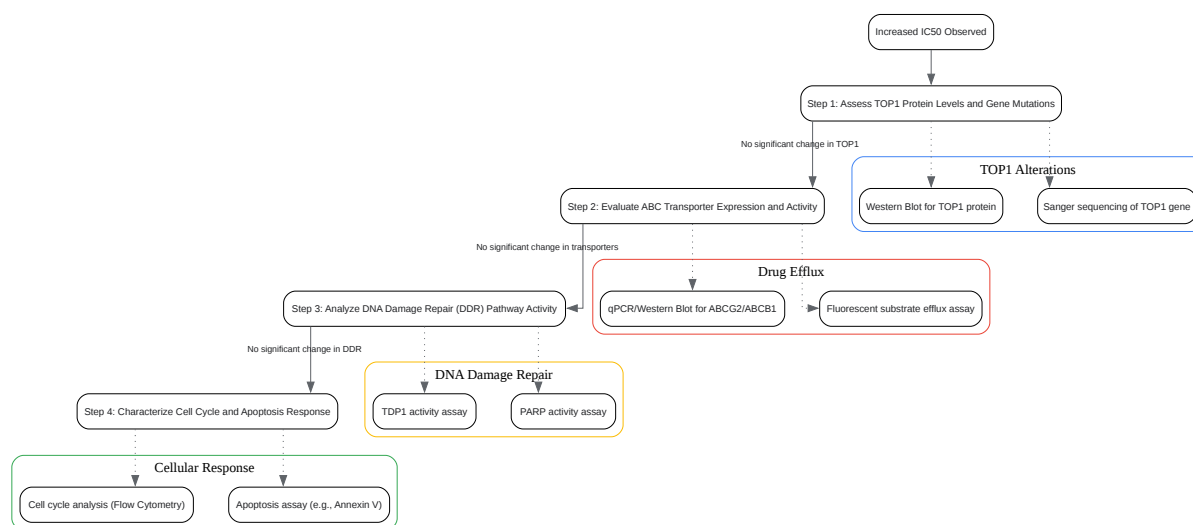 Increased IC50 Observed
Step 1: Assess TOP1 Protein Levels and Gene Mutations
No significant change in TOP1
TOP1 Alterations
Western Blot for TOP1 protein
Sanger sequencing of TOP1 gene
Step 2: Evaluate ABC Transporter Expression and Activity
No significant change in transporters
Drug Efflux
qPCR/Western Blot for ABCG2/ABCB1
Fluorescent substrate efflux assay
Step 3: Analyze DNA Damage Repair (DDR) Pathway Activity
No significant change in DDR
DNA Damage Repair
TDP1 activity assay
PARP activity assay
Step 4: Characterize Cell Cycle and Apoptosis Response
Cellular Response
Cell cycle analysis (Flow Cytometry)
Apoptosis assay (e.g., Annexin V)